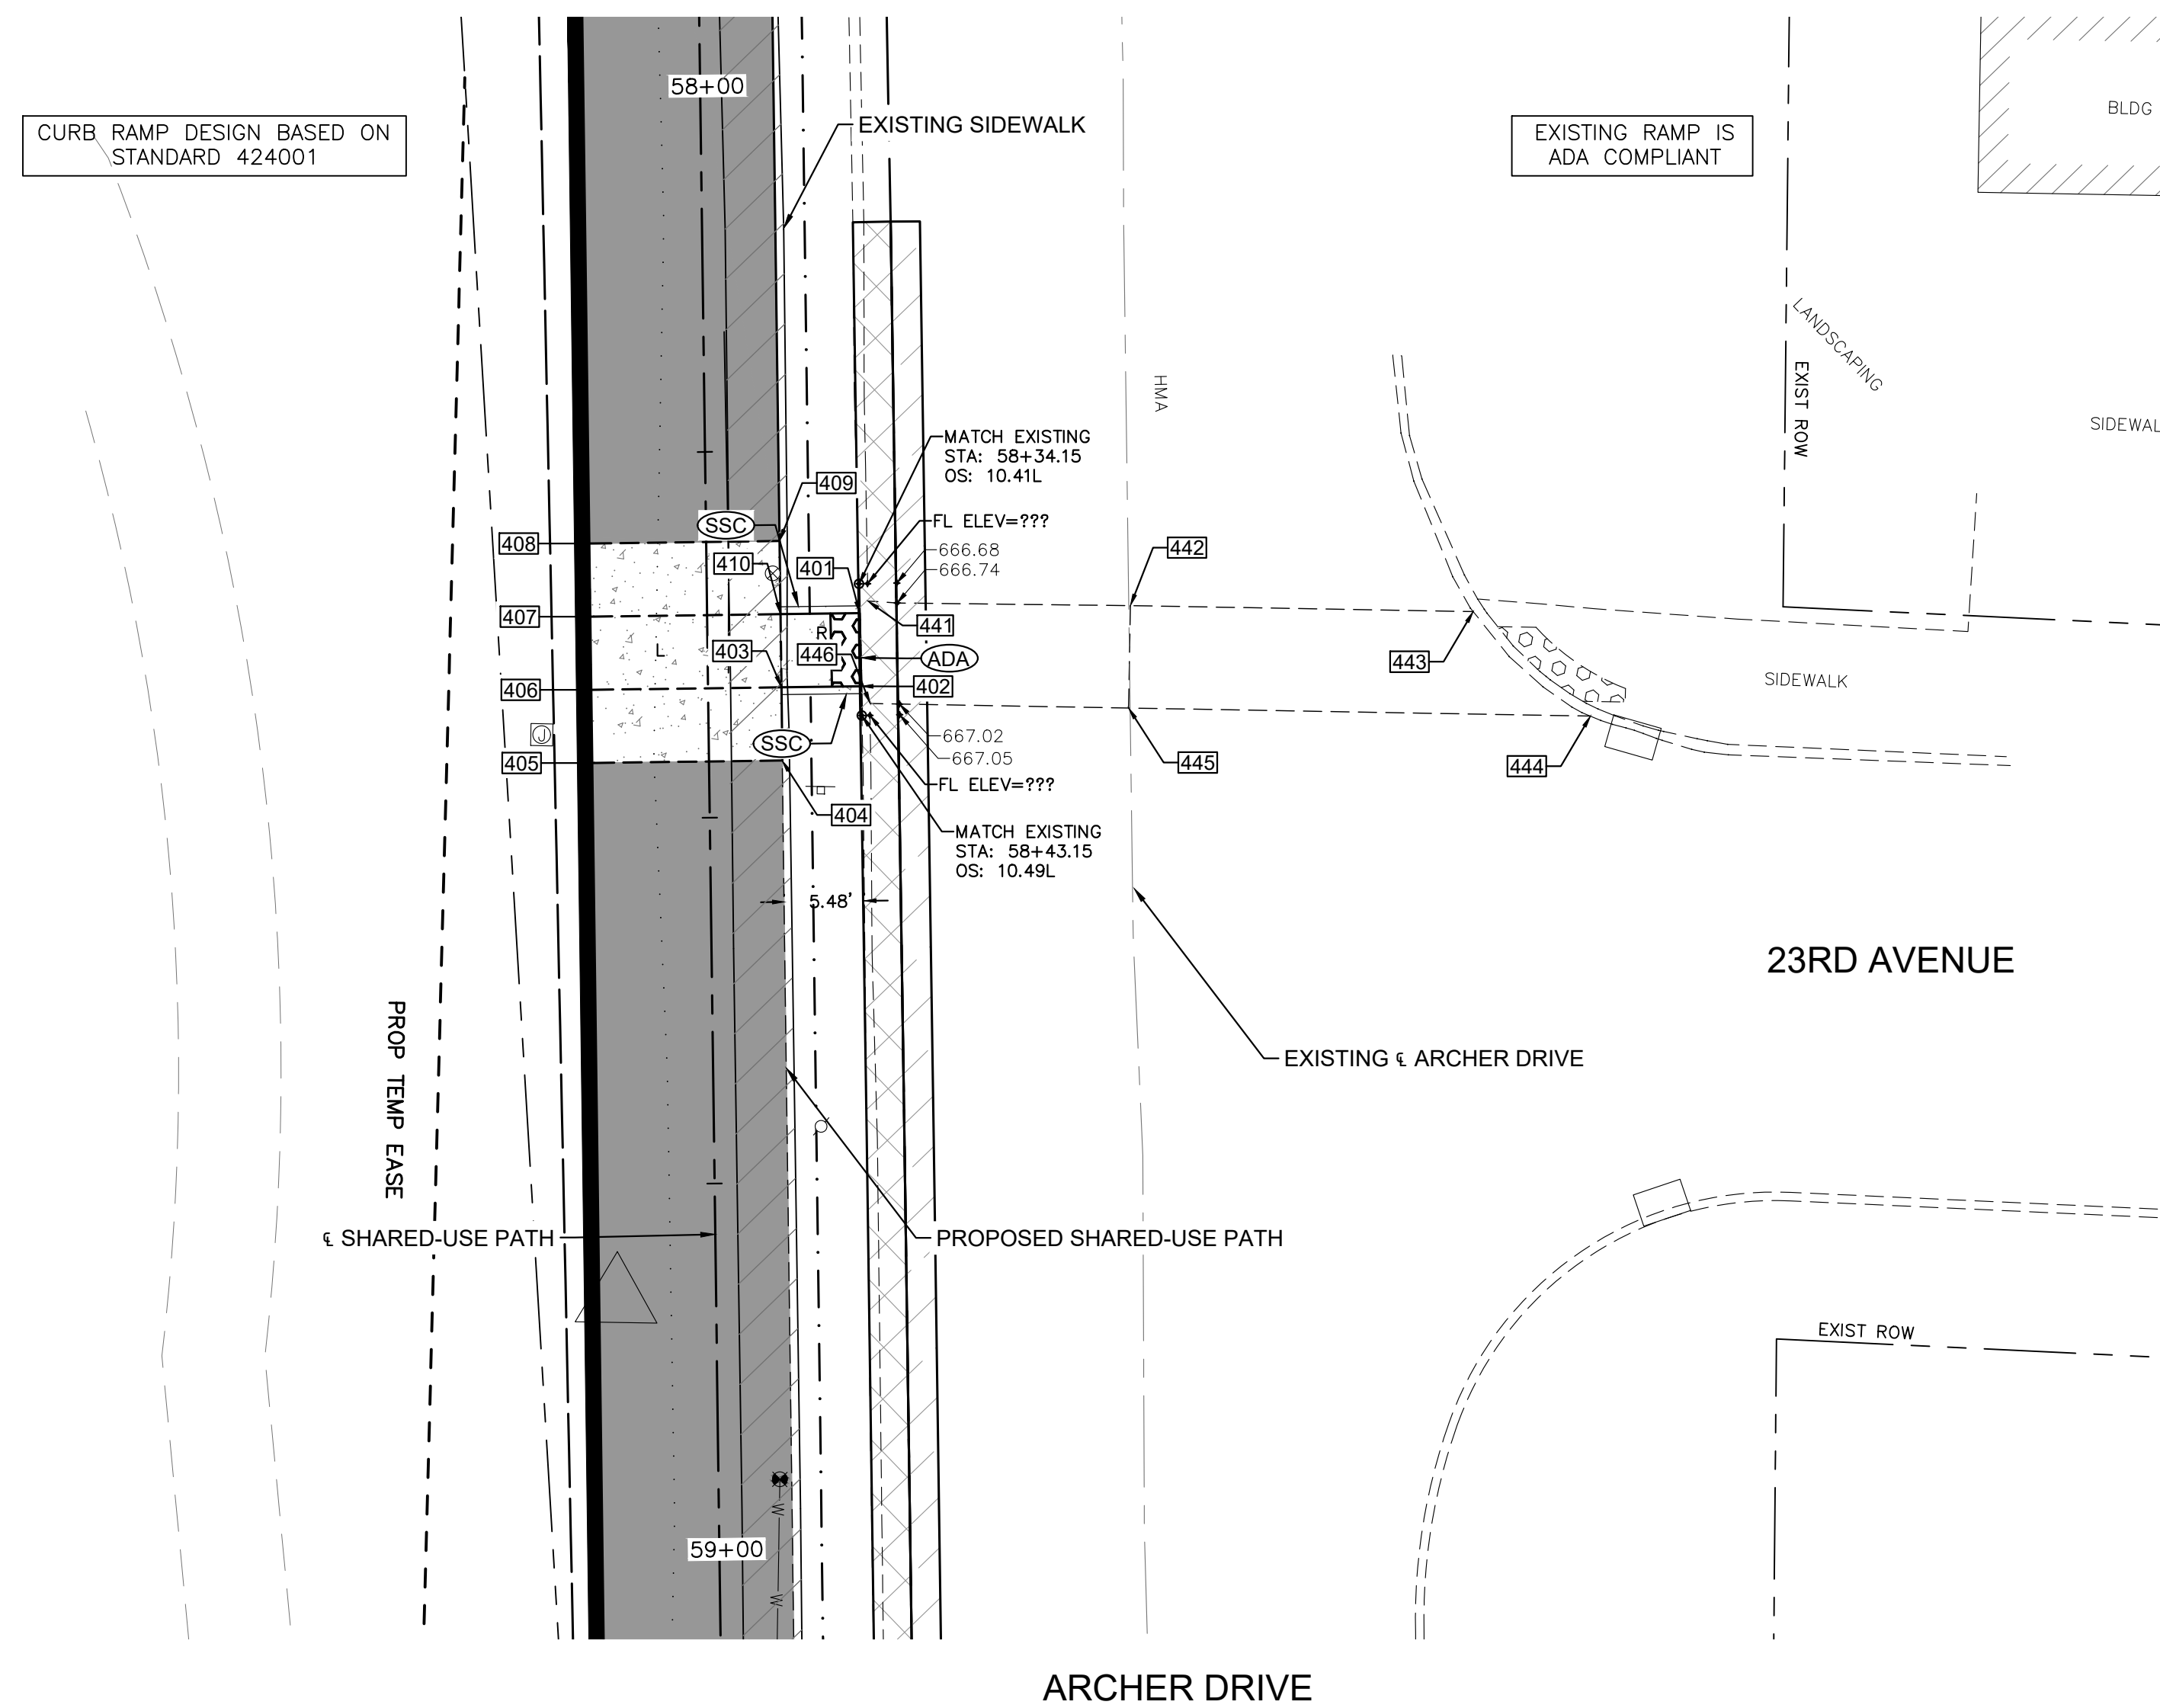 58+00
CURB RAMP DESIGN BASED ON
STANDARD 424001
EXISTING SIDEWALK
EXISTING RAMP IS
ADA COMPLIANT
BLDG
LANDSCAPING
EXIST ROW
SIDEWAL
HMA
MATCH EXISTING
STA: 58+34.15
OS: 10.41L
409
SSC
FL ELEV=???
408
666.68
442
410
401
666.74
407
441
R
L
403
446
ADA
443
406
402
SIDEWALK
J
SSC
667.02
405
667.05
445
444
FL ELEV=???
404
MATCH EXISTING
STA: 58+43.15
OS: 10.49L
5.48'
23RD AVENUE
PROP TEMP EASE
EXISTING ℄ ARCHER DRIVE
℄ SHARED-USE PATH
PROPOSED SHARED-USE PATH
EXIST ROW
W
59+00
W
ARCHER DRIVE